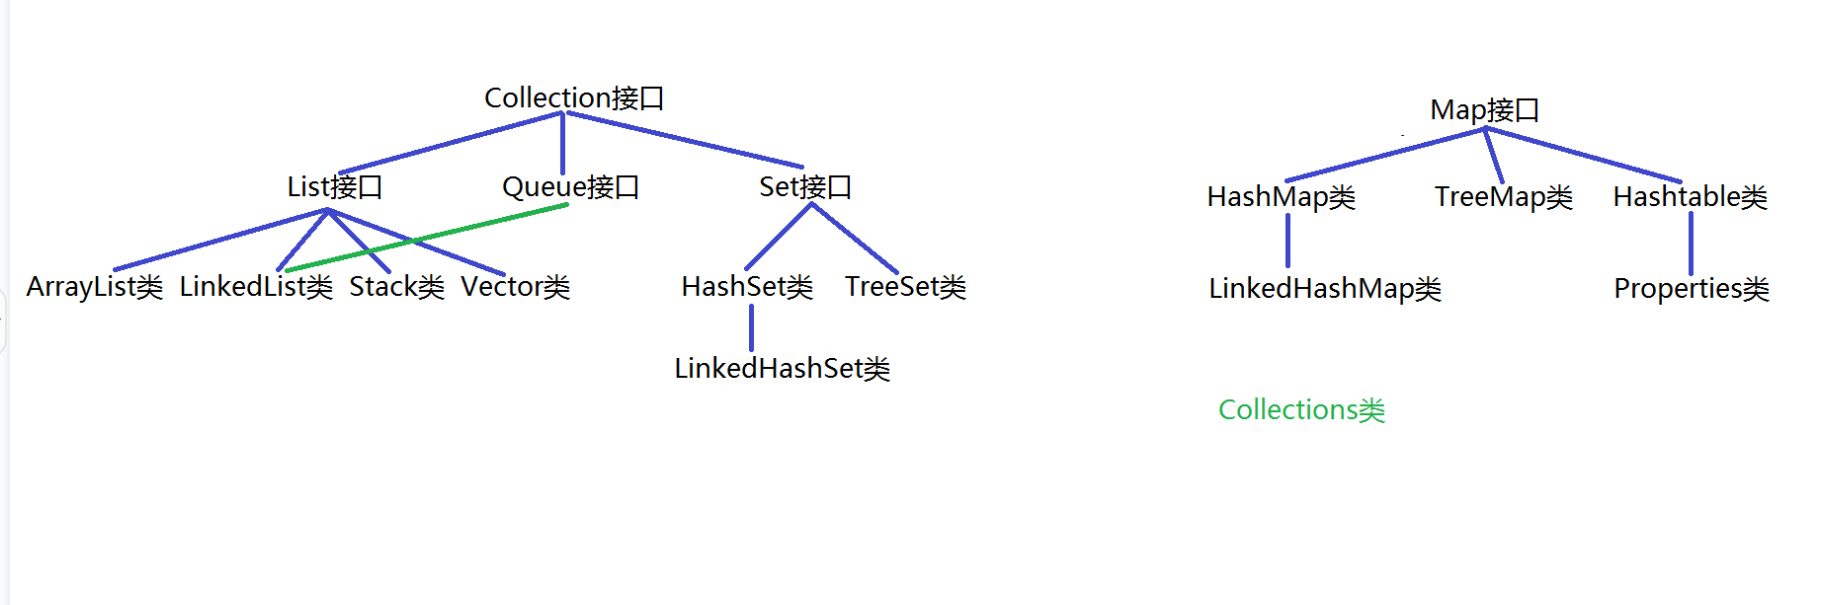 Collection接口
List接口 Queue接口 Set接口
ArrayList类 LinkedList类 Stack类 Vector类 HashSet类 TreeSet类
LinkedHashSet类
Map接口
HashMap类 TreeMap类 Hashtable类
LinkedHashMap类 Properties类
Collections类